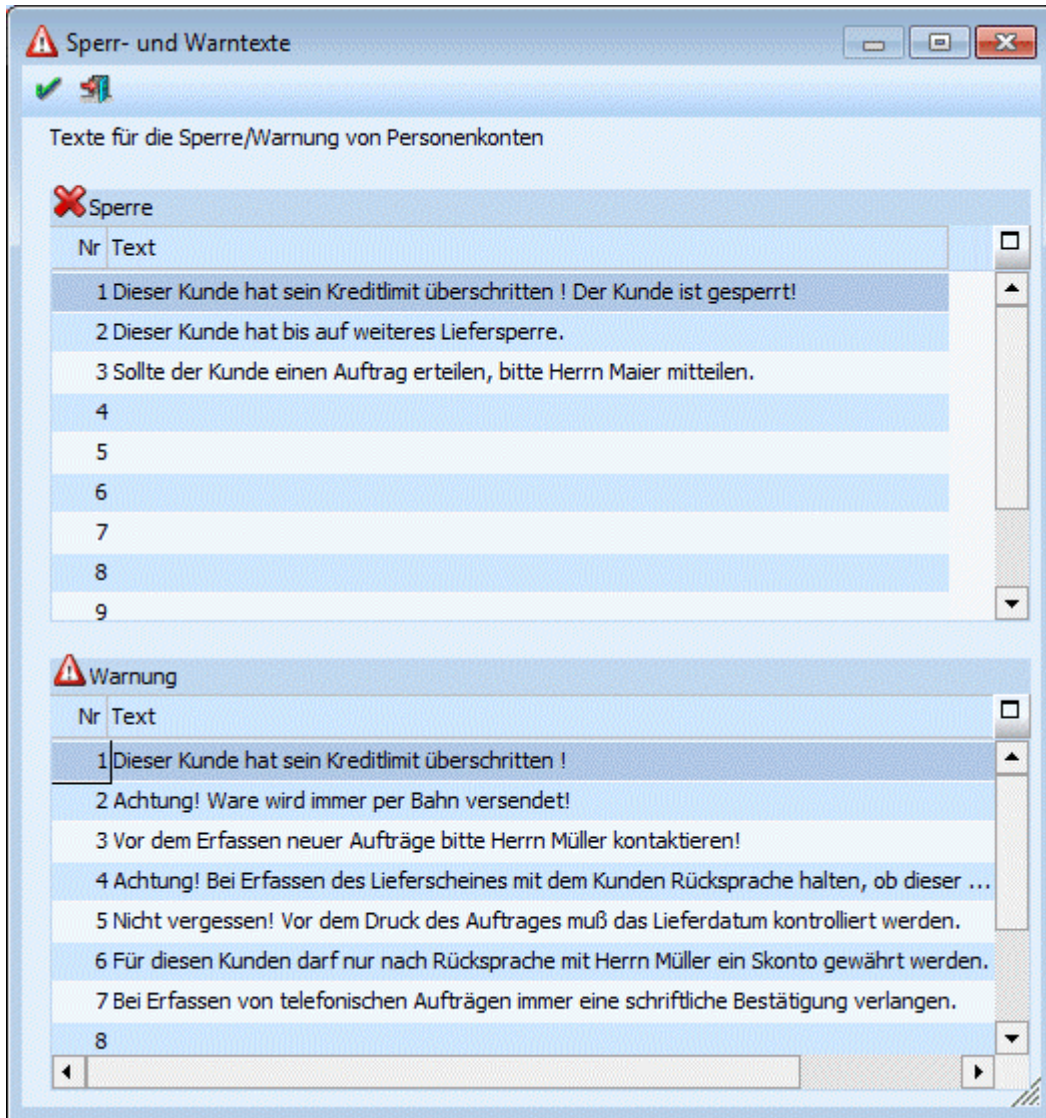 Sperr- und Warntexte
Texte für die Sperre/Warnung von Personenkonten
Sperre
Nr Text
1 Dieser Kunde hat sein Kreditlimit überschritten ! Der Kunde ist gesperrt!
2 Dieser Kunde hat bis auf weiteres Liefersperre.
3 Sollte der Kunde einen Auftrag erteilen, bitte Herrn Maier mitteilen.
4
5
6
7
8
9
Warnung
Nr Text
1 Dieser Kunde hat sein Kreditlimit überschritten !
2 Achtung! Ware wird immer per Bahn versendet!
3 Vor dem Erfassen neuer Aufträge bitte Herrn Müller kontaktieren!
4 Achtung! Bei Erfassen des Lieferscheines mit dem Kunden Rücksprache halten, ob dieser ...
5 Nicht vergessen! Vor dem Druck des Auftrages muß das Lieferdatum kontrolliert werden.
6 Für diesen Kunden darf nur nach Rücksprache mit Herrn Müller ein Skonto gewährt werden.
7 Bei Erfassen von telefonischen Aufträgen immer eine schriftliche Bestätigung verlangen.
8